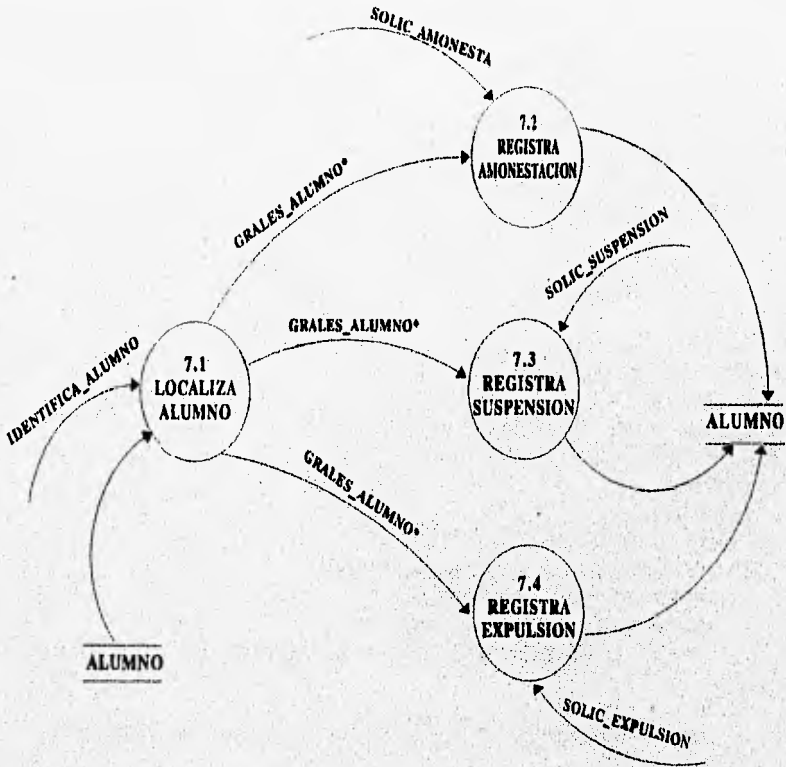 SOLIC_AMONESTA
7.2
REGISTRA
AMONESTACION
GRALES_ALUMNO*
SOLIC_SUSPENSION
GRALES_ALUMNO*
7.1
LOCALIZA
ALUMNO
7.3
REGISTRA
SUSPENSION
IDENTIFICA_ALUMNO
ALUMNO
GRALES_ALUMNO*
7.4
REGISTRA
EXPULSION
ALUMNO
SOLIC_EXPULSION